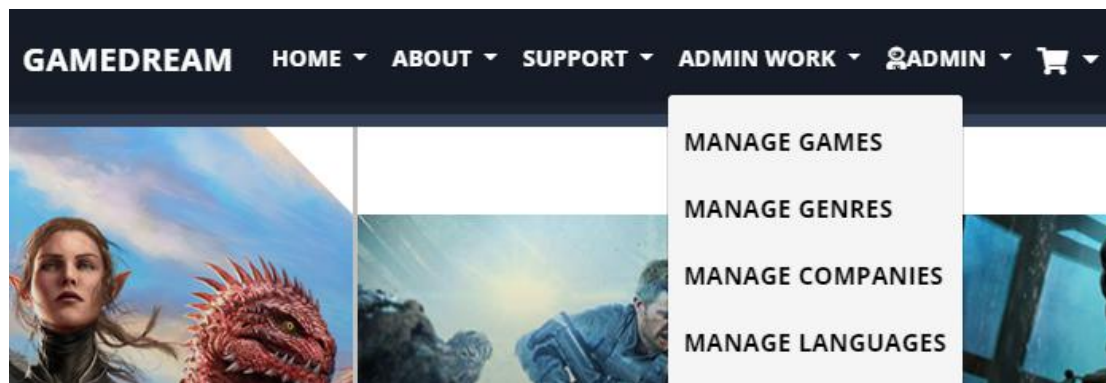 GAMEDREAM HOME ABOUT SUPPORT ADMIN WORK ADMIN
MANAGE GAMES
MANAGE GENRES
MANAGE COMPANIES
MANAGE LANGUAGES